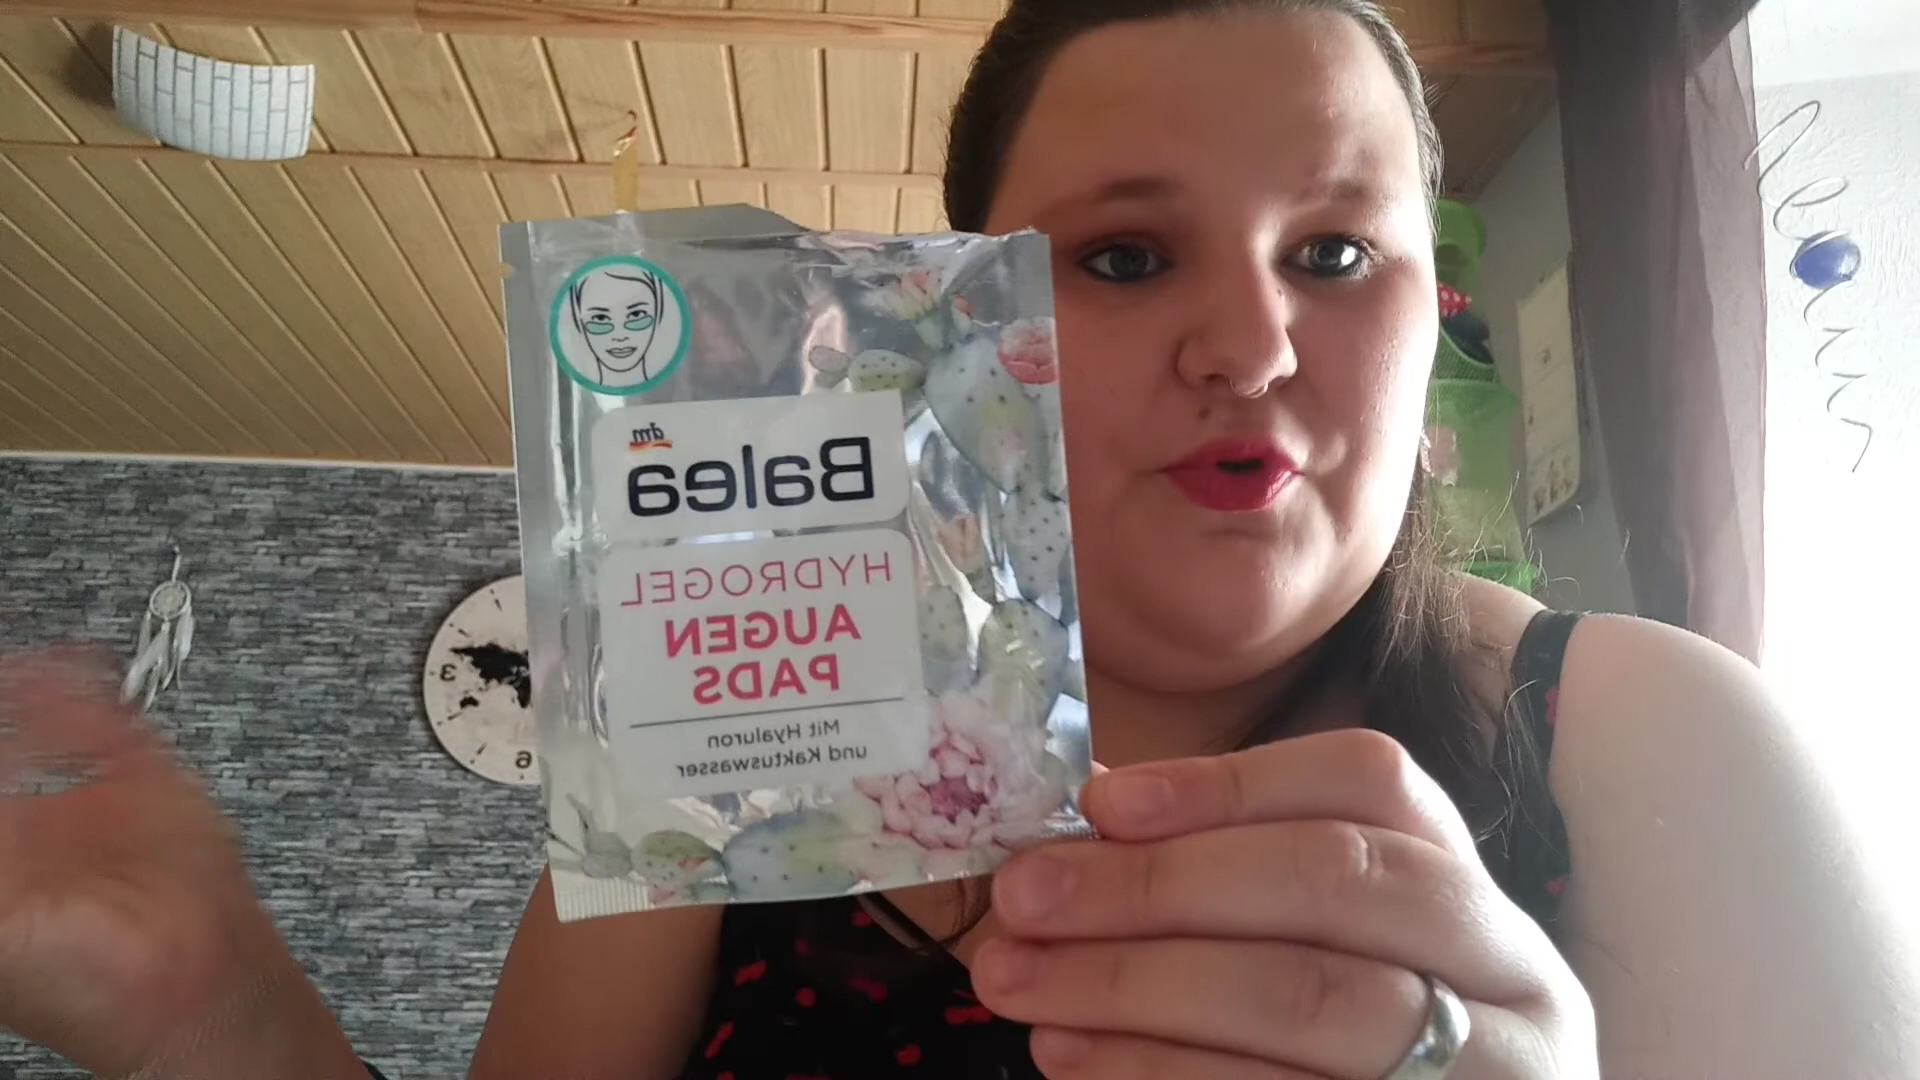 dm
Balea
HYDROGEL
AUGEN
PADS
Mit Hyaluron
und Kaktuswasser
3
6